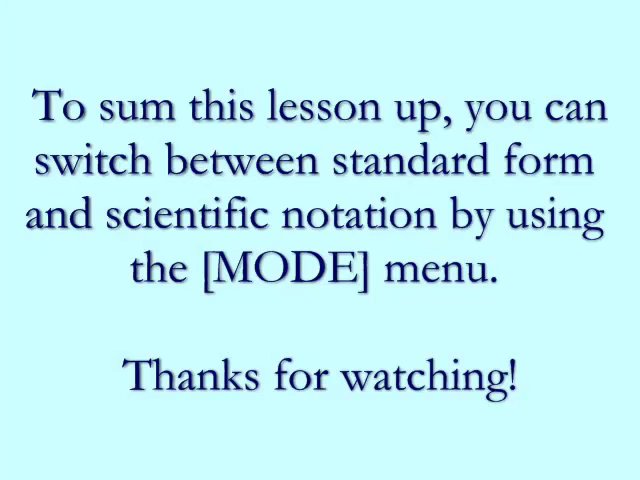 To sum this lesson up, you can
switch between standard form
and scientific notation by using
the [MODE] menu.
Thanks for watching!